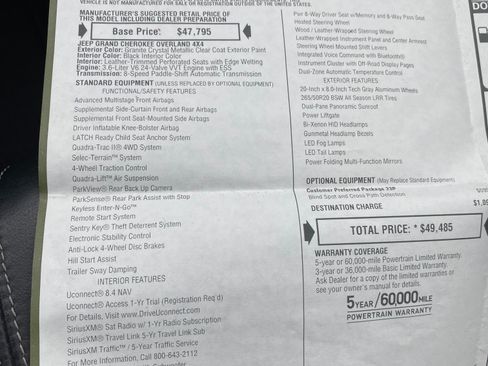 VEHICLE IS MANUFACTURED TO MEET SPECIFIC UNITED STATES REQUIREMENTS. THIS
VEHICLE IS NOT MANUFACTURED FOR SALE OR REGISTRATION OUTSIDE OF THE UNITED STATES.
MANUFACTURER'S SUGGESTED RETAIL PRICE OF
THIS MODEL INCLUDING DEALER PREPARATION
Base Price: $47,795
JEEP GRAND CHEROKEE OVERLAND 4X4
Exterior Color: Granite Crystal Metallic Clear Coat Exterior Paint
Interior Color: Black Interior Color
Interior: Leather-Trimmed Perforated Seats with Edge Welting
Engine: 3.6-Liter V6 24-Valve VVT Engine with ESS
Transmission: 8-Speed Paddle-Shift Automatic Transmission
STANDARD EQUIPMENT (UNLESS REPLACED BY OPTIONAL EQUIPMENT)
FUNCTIONAL/SAFETY FEATURES
Advanced Multistage Front Airbags
Supplemental Side-Curtain Front and Rear Airbags
Supplemental Front Seat-Mounted Side Airbags
Driver Inflatable Knee-Bolster Airbag
LATCH Ready Child Seat Anchor System
Quadra-Trac II® 4WD System
Selec-Terrain™ System
4-Wheel Traction Control
Quadra-Lift™ Air Suspension
ParkView® Rear Back Up Camera
ParkSense® Rear Park Assist with Stop
Keyless Enter-N-Go™
Remote Start System
Sentry Key® Theft Deterrent System
Electronic Stability Control
Anti-Lock 4-Wheel Disc Brakes
Hill Start Assist
Trailer Sway Damping
INTERIOR FEATURES
Uconnect® 8.4 NAV
Uconnect® Access 1-Yr Trial (Registration Req'd)
For Details, Visit www.DriveUconnect.com
SiriusXM® Sat Radio w/ 1-Yr Radio Subscription
SiriusXM® Travel Link 5-Yr Travel Link Sub
SiriusXM Traffic™ / 5-Year Traffic Service
For More Information, Call 800-643-2112
Pwr 8-Way Driver Seat w/Memory and 8-Way Pass Seat
Heated Steering Wheel
Wood / Leather-Wrapped Steering Wheel
Leather-Wrapped Instrument Panel and Center Armrest
Steering Wheel Mounted Shift Levers
Integrated Voice Command with Bluetooth®
Instrument Cluster with Off-Road Display Pages
Dual-Zone Automatic Temperature Control
EXTERIOR FEATURES
20-Inch x 8.0-Inch Tech Gray Aluminum Wheels
265/50R20 BSW All Season LRR Tires
Dual-Pane Panoramic Sunroof
Power Liftgate
Bi-Xenon HID Headlamps
Gunmetal Headlamp Bezels
LED Fog Lamps
LED Tail Lamps
Power Folding Multi-Function Mirrors
OPTIONAL EQUIPMENT (May Replace Standard Equipment)
Customer Preferred Package 23P
Blind Spot and Cross Path Detection
DESTINATION CHARGE
TOTAL PRICE: * $49,485
WARRANTY COVERAGE
5-year or 60,000-mile Powertrain Limited Warranty.
3-year or 36,000-mile Basic Limited Warranty.
Ask Dealer for a copy of the limited warranties or
see your owner's manual for details.
5YEAR/60,000MILE
POWERTRAIN WARRANTY